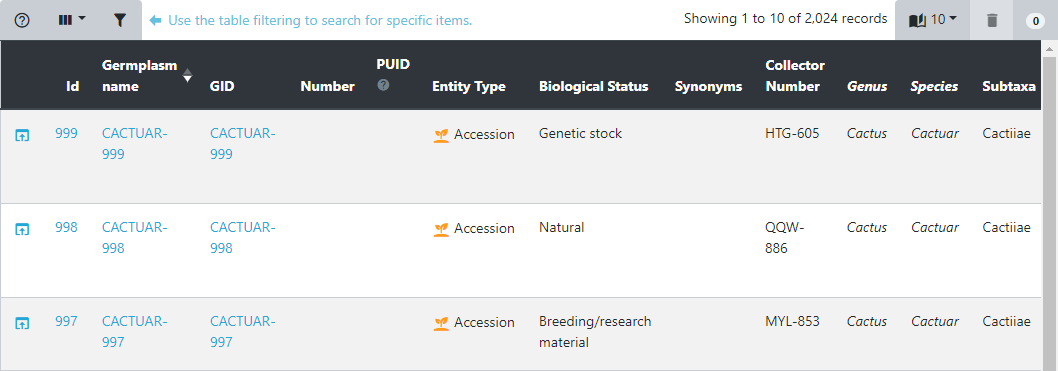 Use the table filtering to search for specific items.
Showing 1 to 10 of 2,024 records
10
0
Id
Germplasm
name
GID
Number
PUID
Entity Type
Biological Status
Synonyms
Collector
Number
Genus
Species
Subtaxa
999
CACTUAR-
999
CACTUAR-
999
Accession
Genetic stock
HTG-605
Cactus
Cactuar
Cactiiae
998
CACTUAR-
998
CACTUAR-
998
Accession
Natural
QQW-
886
Cactus
Cactuar
Cactiiae
997
CACTUAR-
997
CACTUAR-
997
Accession
Breeding/research
material
MYL-853
Cactus
Cactuar
Cactiiae